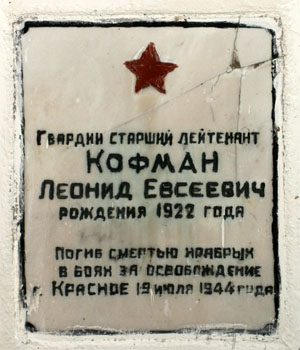 Гвардии старший лейтенант
Кофман
Леонид Евсеевич
рождения 1922 года
Погиб смертью храбрых
в боях за освобождение
г. Красное 19 июля 1944 года